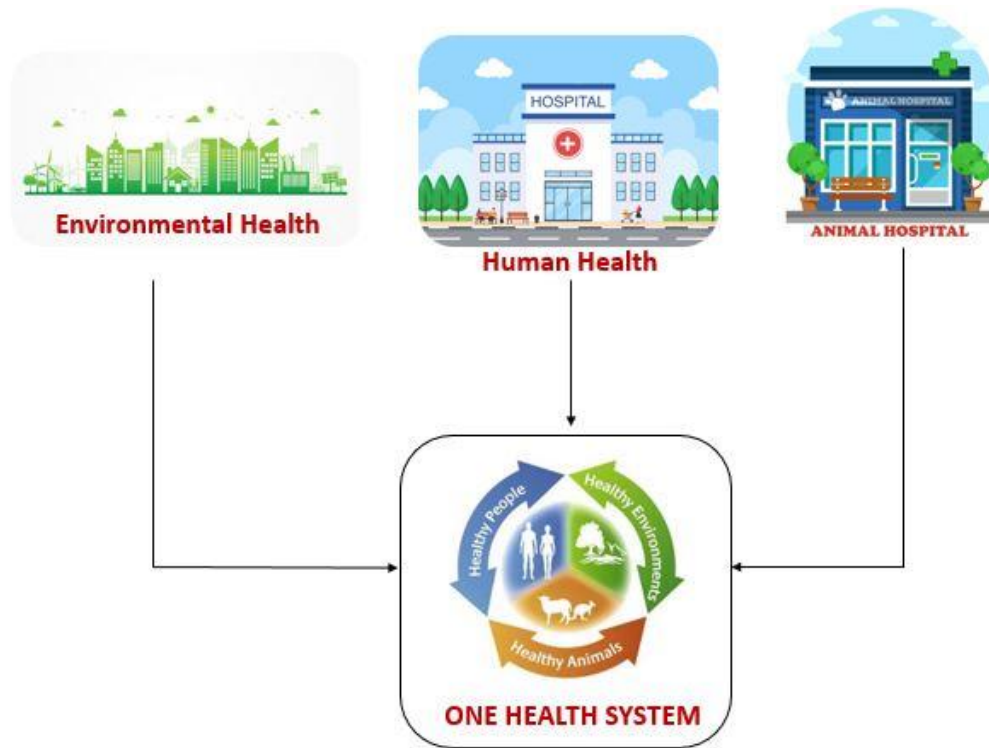 HOSPITAL
ANIMAL HOSPITAL
Environmental Health
Human Health
ANIMAL HOSPITAL
Healthy People
Healthy Environments
Healthy Animals
ONE HEALTH SYSTEM